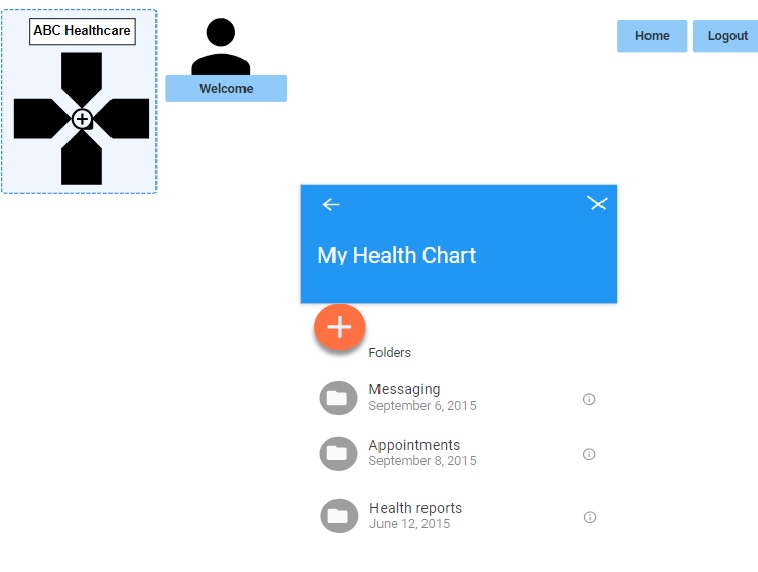 ABC Healthcare
Welcome
Home
Logout
My Health Chart
Folders
Messaging
September 6, 2015
Appointments
September 8, 2015
Health reports
June 12, 2015